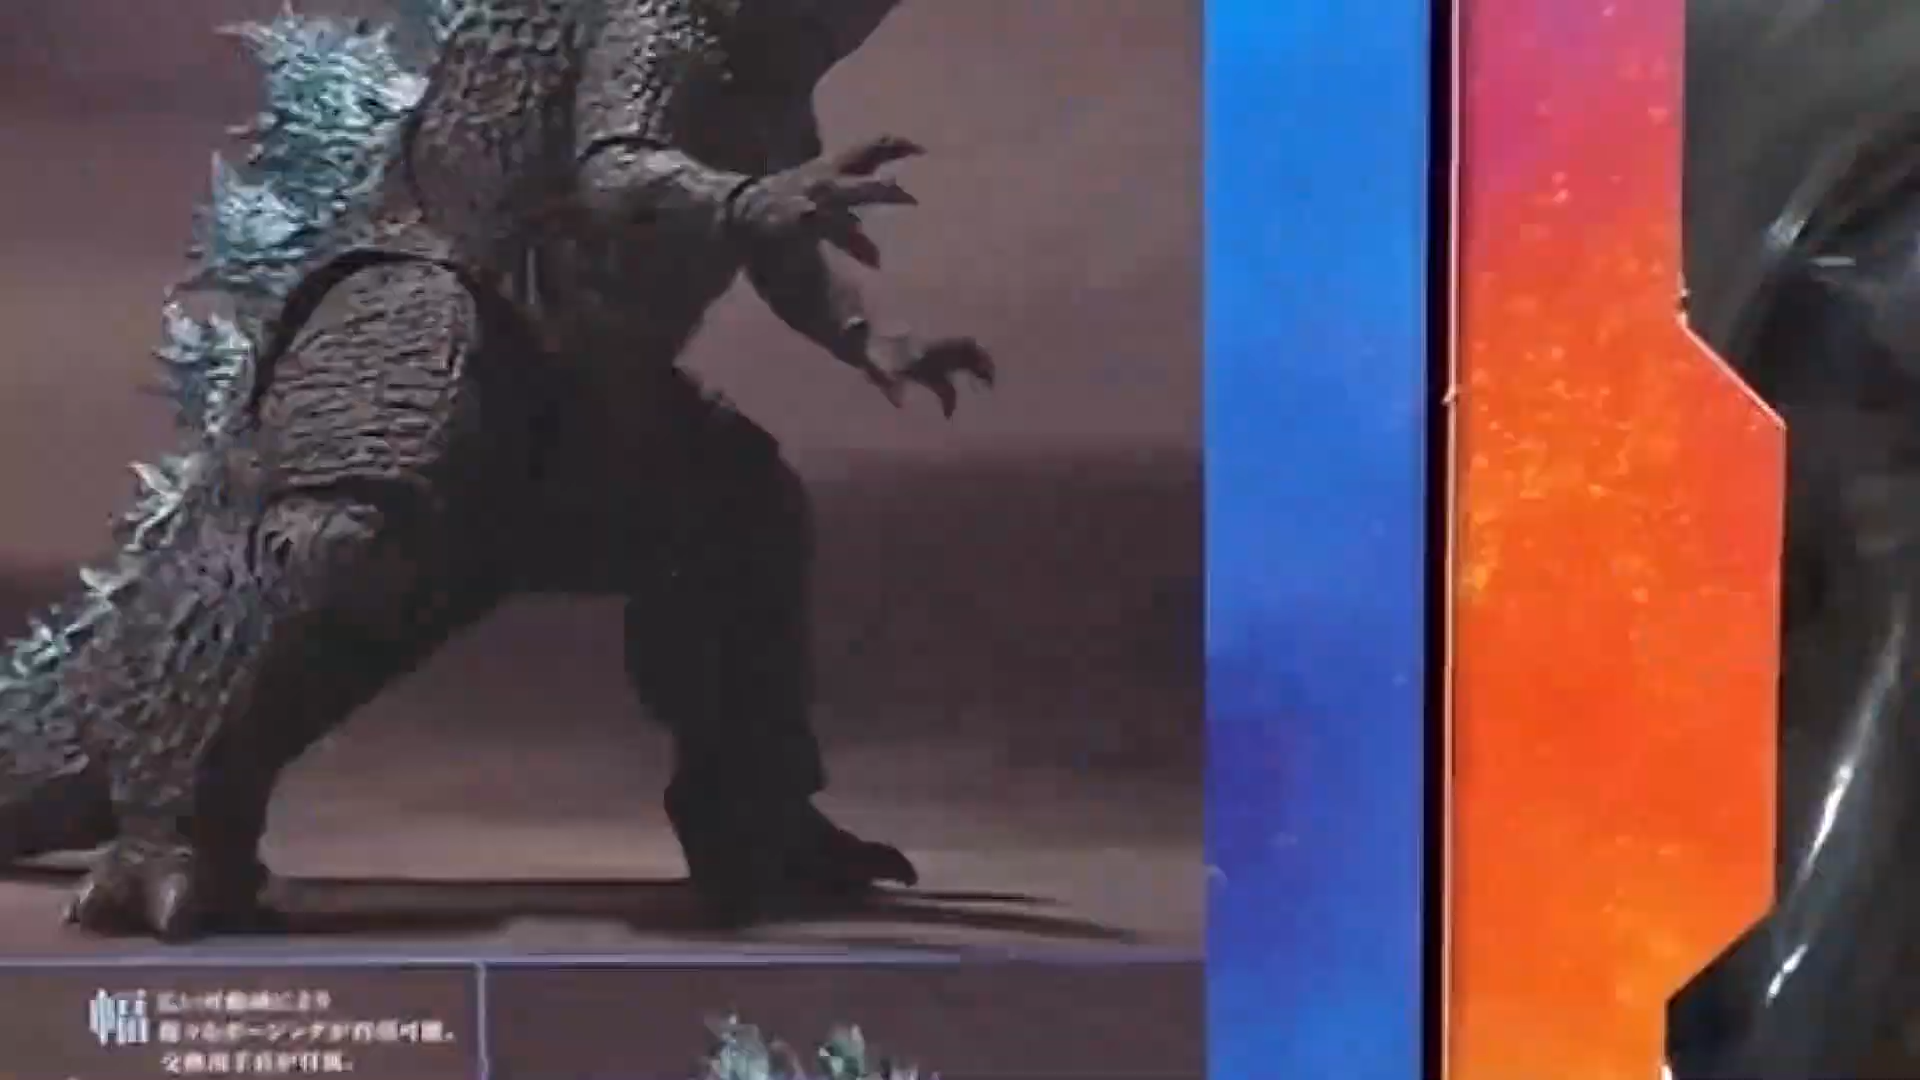 幅広い可動域により
様々なポージングが再現可能。
交換用手首が付属。